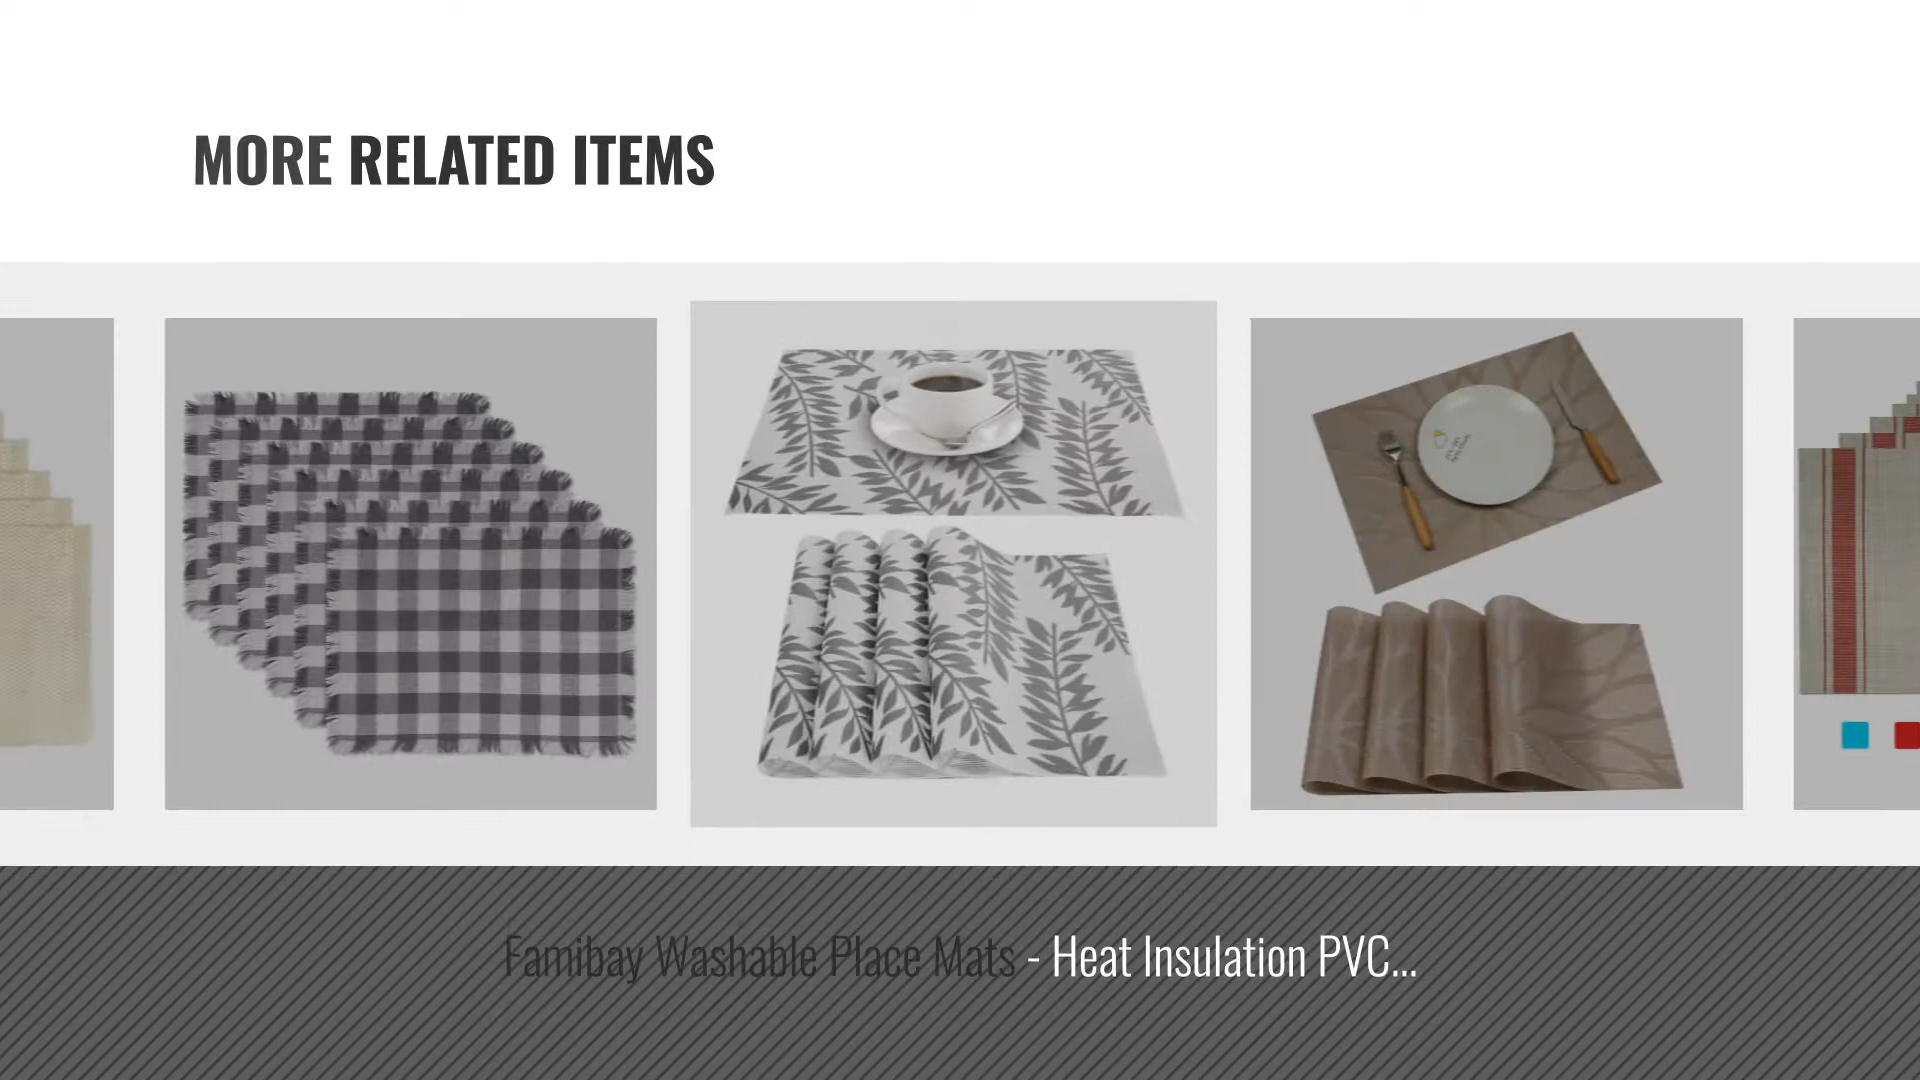 MORE RELATED ITEMS
Famibay Washable Place Mats - Heat Insulation PVC...